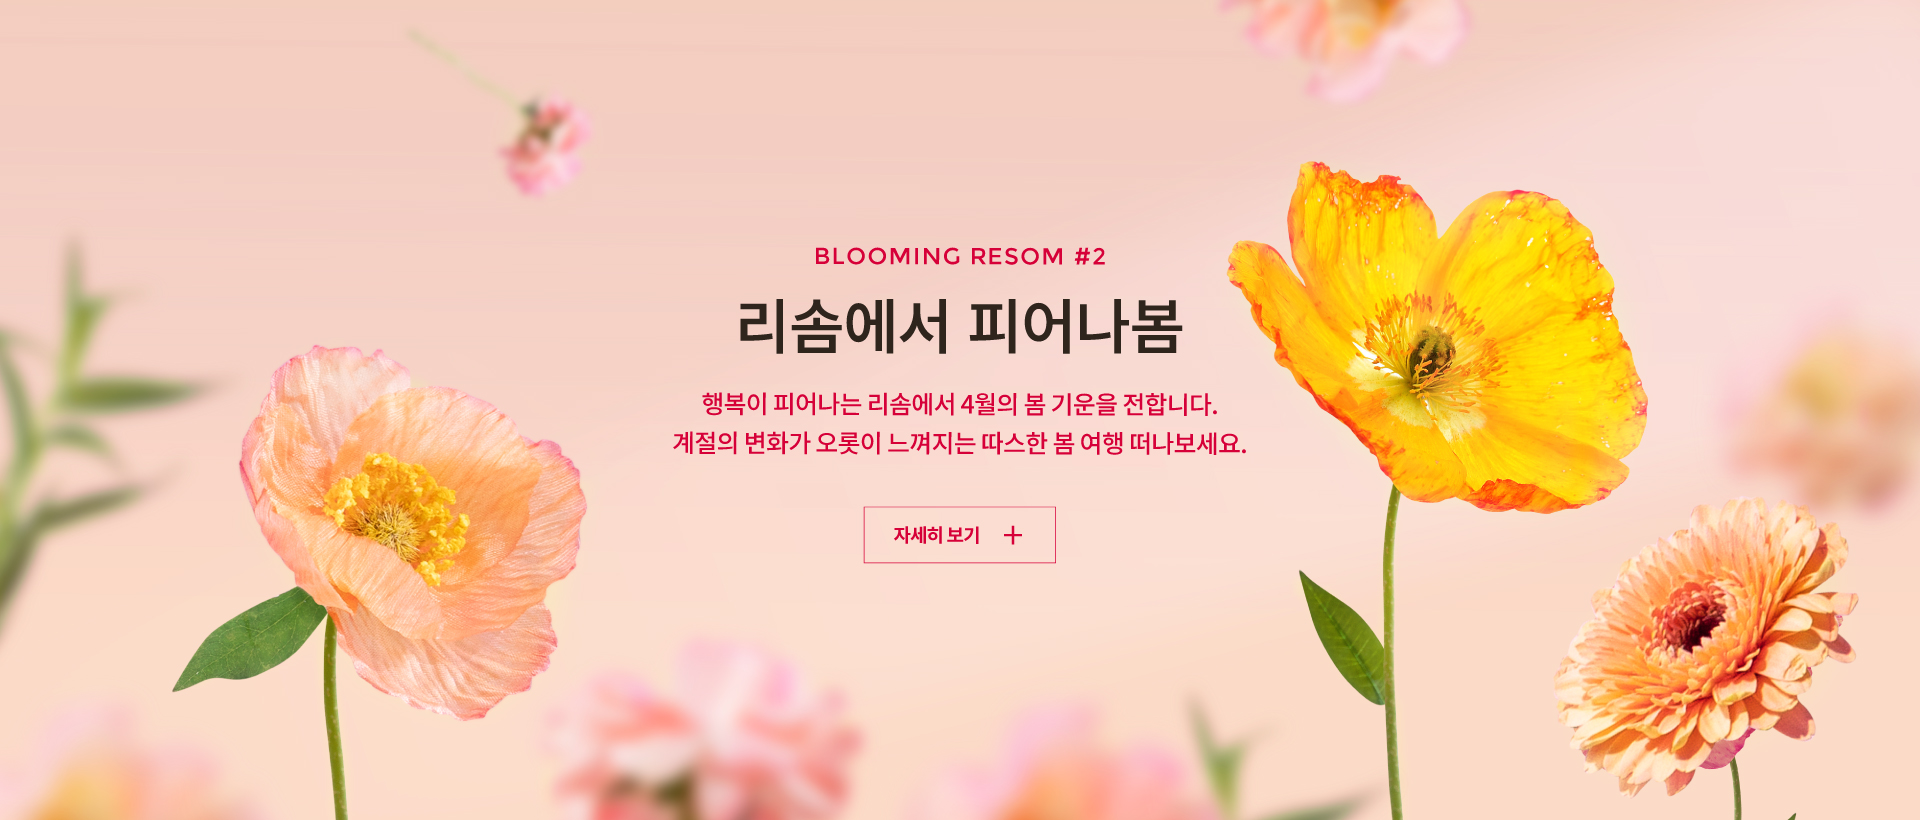 BLOOMING RESOM #2
리솜에서 피어나봄
행복이 피어나는 리솜에서 4월의 봄 기운을 전합니다.
계절의 변화가 오롯이 느껴지는 따스한 봄 여행 떠나보세요.
자세히 보기 +